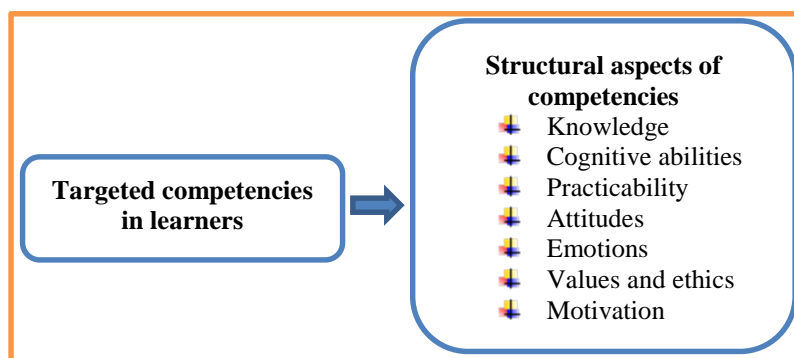 Targeted competencies
in learners
Structural aspects of
competencies
Knowledge
Cognitive abilities
Practicability
Attitudes
Emotions
Values and ethics
Motivation